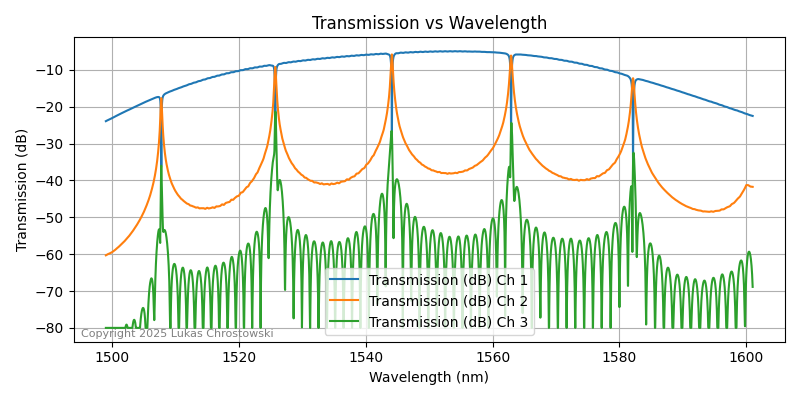 Transmission vs Wavelength
Transmission (dB)
−10
−20
−30
−40
−50
−60
−70
−80
Transmission (dB) Ch 1
Transmission (dB) Ch 2
Transmission (dB) Ch 3
Copyright 2025 Lukas Chrostowski
1500
1520
1540
1560
1580
1600
Wavelength (nm)